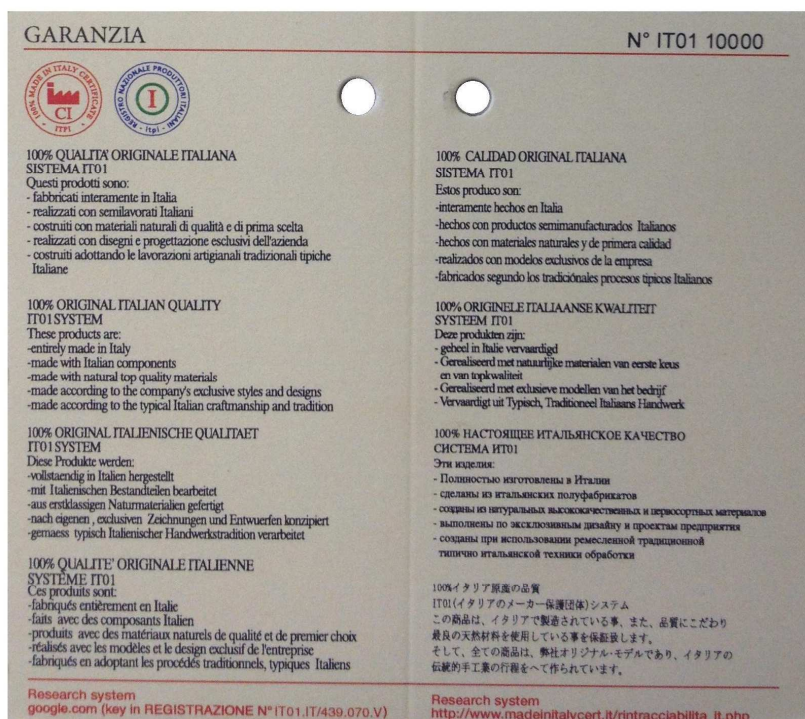 GARANZIA
N° IT01 10000
100% MADE IN ITALY CERTIFICATE
CI
- ITPI -
REGISTRO NAZIONALE PRODUTTORI ITALIANI
I
- itpi -
100% QUALITA' ORIGINALE ITALIANA
SISTEMA IT01
Questi prodotti sono:
- fabbricati interamente in Italia
- realizzati con semilavorati Italiani
- costruiti con materiali naturali di qualità e di prima scelta
- realizzati con disegni e progettazione esclusivi dell'azienda
- costruiti adottando le lavorazioni artigianali tradizionali tipiche
Italiane
100% ORIGINAL ITALIAN QUALITY
IT01 SYSTEM
These products are:
-entirely made in Italy
-made with Italian components
-made with natural top quality materials
-made according to the company's exclusive styles and designs
-made according to the typical Italian craftmanship and tradition
100% ORIGINAL ITALIENISCHE QUALITAET
IT01 SYSTEM
Diese Produkte werden:
-vollstaendig in Italien hergestellt
-mit Italienischen Bestandteilen bearbeitet
-aus erstklassigen Naturmaterialien gefertigt
-nach eigenen , exclusiven Zeichnungen und Entwuerfen konzipiert
-gemaess typisch Italienischer Handwerkstradition verarbeitet
100% QUALITE' ORIGINALE ITALIENNE
SYSTÈME IT01
Ces produits sont:
-fabriqués entièrement en Italie
-faits avec des composants Italien
-produits avec des matériaux naturels de qualité et de premier choix
-réalisés avec les modèles et le design exclusif de l'entreprise
-fabriqués en adoptant les procédés traditionnels, typiques Italiens
Research system
google.com (key in REGISTRAZIONE N° IT01.IT/439.070.V)
100% CALIDAD ORIGINAL ITALIANA
SISTEMA IT01
Estos produco son:
-interamente hechos en Italia
-hechos con productos semimanufacturados Italianos
-hechos con materiales naturales y de primera calidad
-realizados con modelos exclusivos de la empresa
-fabricados segundo los tradiciónales procesos tipicos Italianos
100% ORIGINELE ITALIAANSE KWALITEIT
SYSTEEM IT01
Deze produkten zijn:
- geheel in Italie vervaardigd
- Gerealiseerd met natuurlijke materialen van eerste keus
en van topkwaliteit
- Gerealiseerd met exlusieve modellen van het bedrijf
- Vervaardigt uit Typisch, Traditioneel Italiaans Handwerk
100% НАСТОЯЩЕЕ ИТАЛЬЯНСКОЕ КАЧЕСТВО
СИСТЕМА ИТ01
Эти изделия:
- Полностью изготовлены в Италии
- сделаны из итальянских полуфабрикатов
- созданы из натуральных высококачественных и первосортных материалов
- выполнены по эксклюзивным дизайну и проектам предприятия
- созданы при использовании ремесленной традиционной
типично итальянской техники обработки
100%イタリア原産の品質
IT01(イタリアのメーカー保護団体)システム
この商品は、イタリアで製造されている事、また、品質にこだわり
最良の天然材料を使用している事を保証致します。
そして、全ての商品は、弊社オリジナル・モデルであり、イタリアの
伝統的手工業の行程をへて作られています。
Research system
http://www.madeinitalycert.it/rintracciabilita_it.php